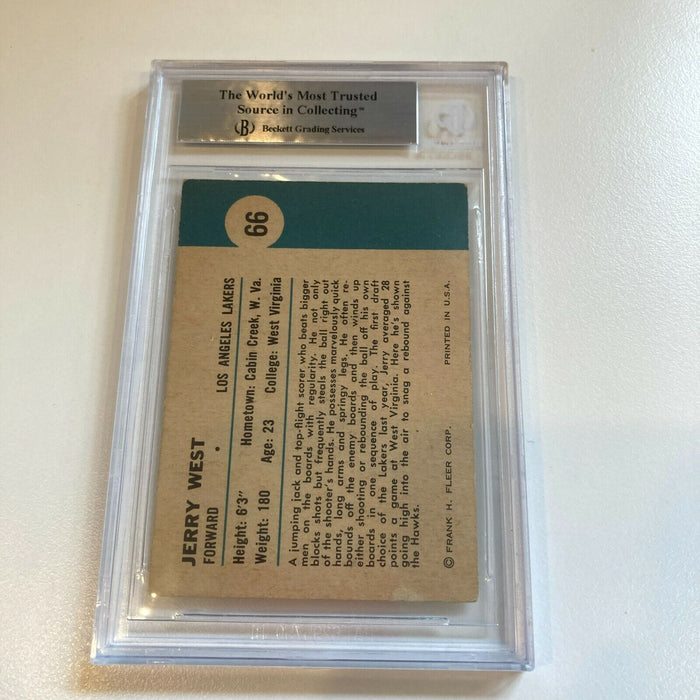 The World's Most Trusted
Source in Collecting™
B Beckett Grading Services
66
JERRY WEST
FORWARD
LOS ANGELES LAKERS
Height: 6'3" Hometown: Cabin Creek, W. Va.
Weight: 180 Age: 23 College: West Virginia
A jumping jack and top-flight scorer who beats bigger
men on the boards with regularity. He not only
blocks shots but frequently steals the ball right out
of the shooter's hands. He possesses marvelously quick
hands, long arms and springy legs. He often re-
bounds off the enemy boards and then winds up
either shooting or rebounding the ball off his own
boards in one sequence of play. The first draft
choice of the Lakers last year, Jerry averaged 28
points a game at West Virginia. Here he's shown
going high into the air to snag a rebound against
the Hawks.
© FRANK H. FLEER CORP. PRINTED IN U.S.A.